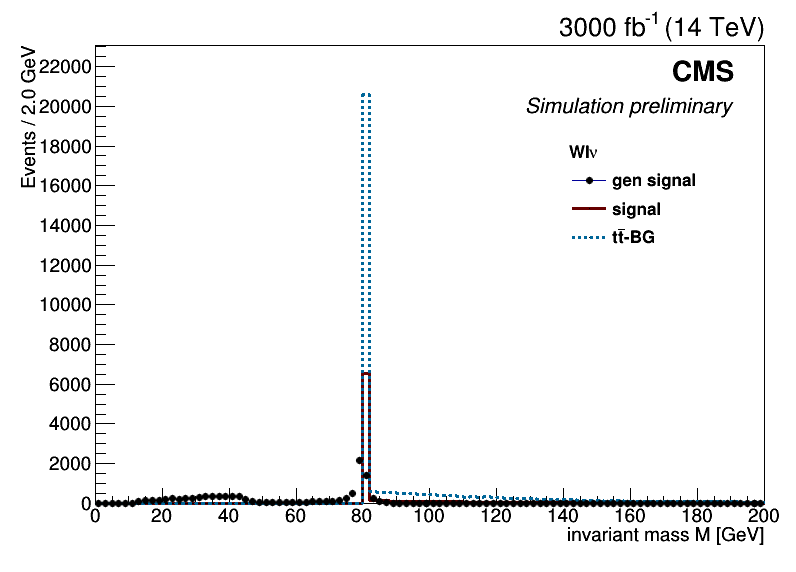 3000 fb-1 (14 TeV)
CMS
Simulation preliminary
Wlν
gen signal
signal
tt̄-BG
Events / 2.0 GeV
22000
20000
18000
16000
14000
12000
10000
8000
6000
4000
2000
0
0 20 40 60 80 100 120 140 160 180 200
invariant mass M [GeV]